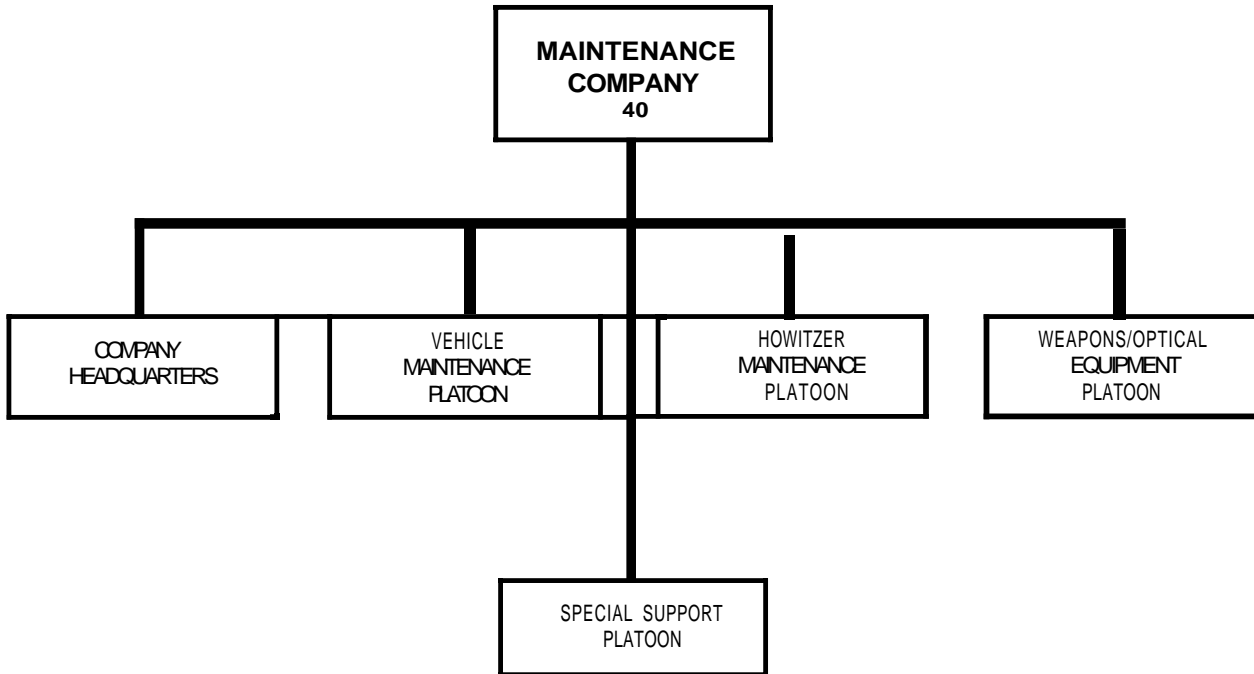 MAINTENANCE
COMPANY
40
COMPANY
HEADQUARTERS
VEHICLE
MAINTENANCE
PLATOON
HOWITZER
MAINTENANCE
PLATOON
WEAPONS/OPTICAL
EQUIPMENT
PLATOON
SPECIAL SUPPORT
PLATOON